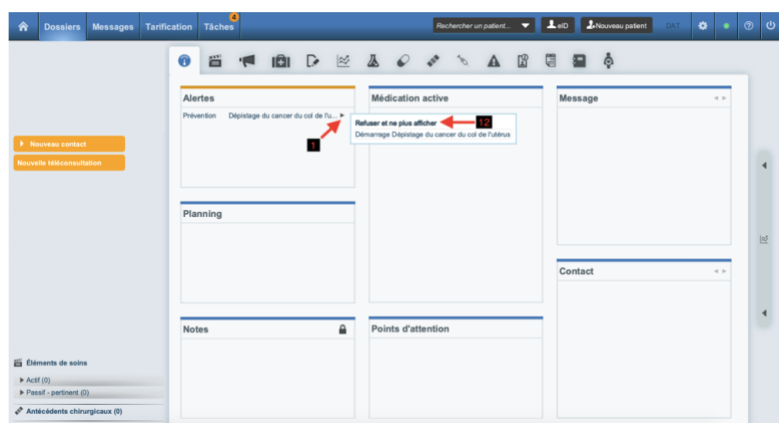 Dossiers Messages Tarification Tâches 4 Rechercher un patient... eID Nouveau patient DAT
Alertes
Prévention Dépistage du cancer du col de l'u...
Médication active
Refuser et ne plus afficher 12
Démarrage Dépistage du cancer du col de l'utérus
1
Message
Nouveau contact
Nouvelle téléconsultation
Planning
Contact
Notes
Points d'attention
Éléments de soins
Actif (0)
Passif - pertinent (0)
Antécédents chirurgicaux (0)